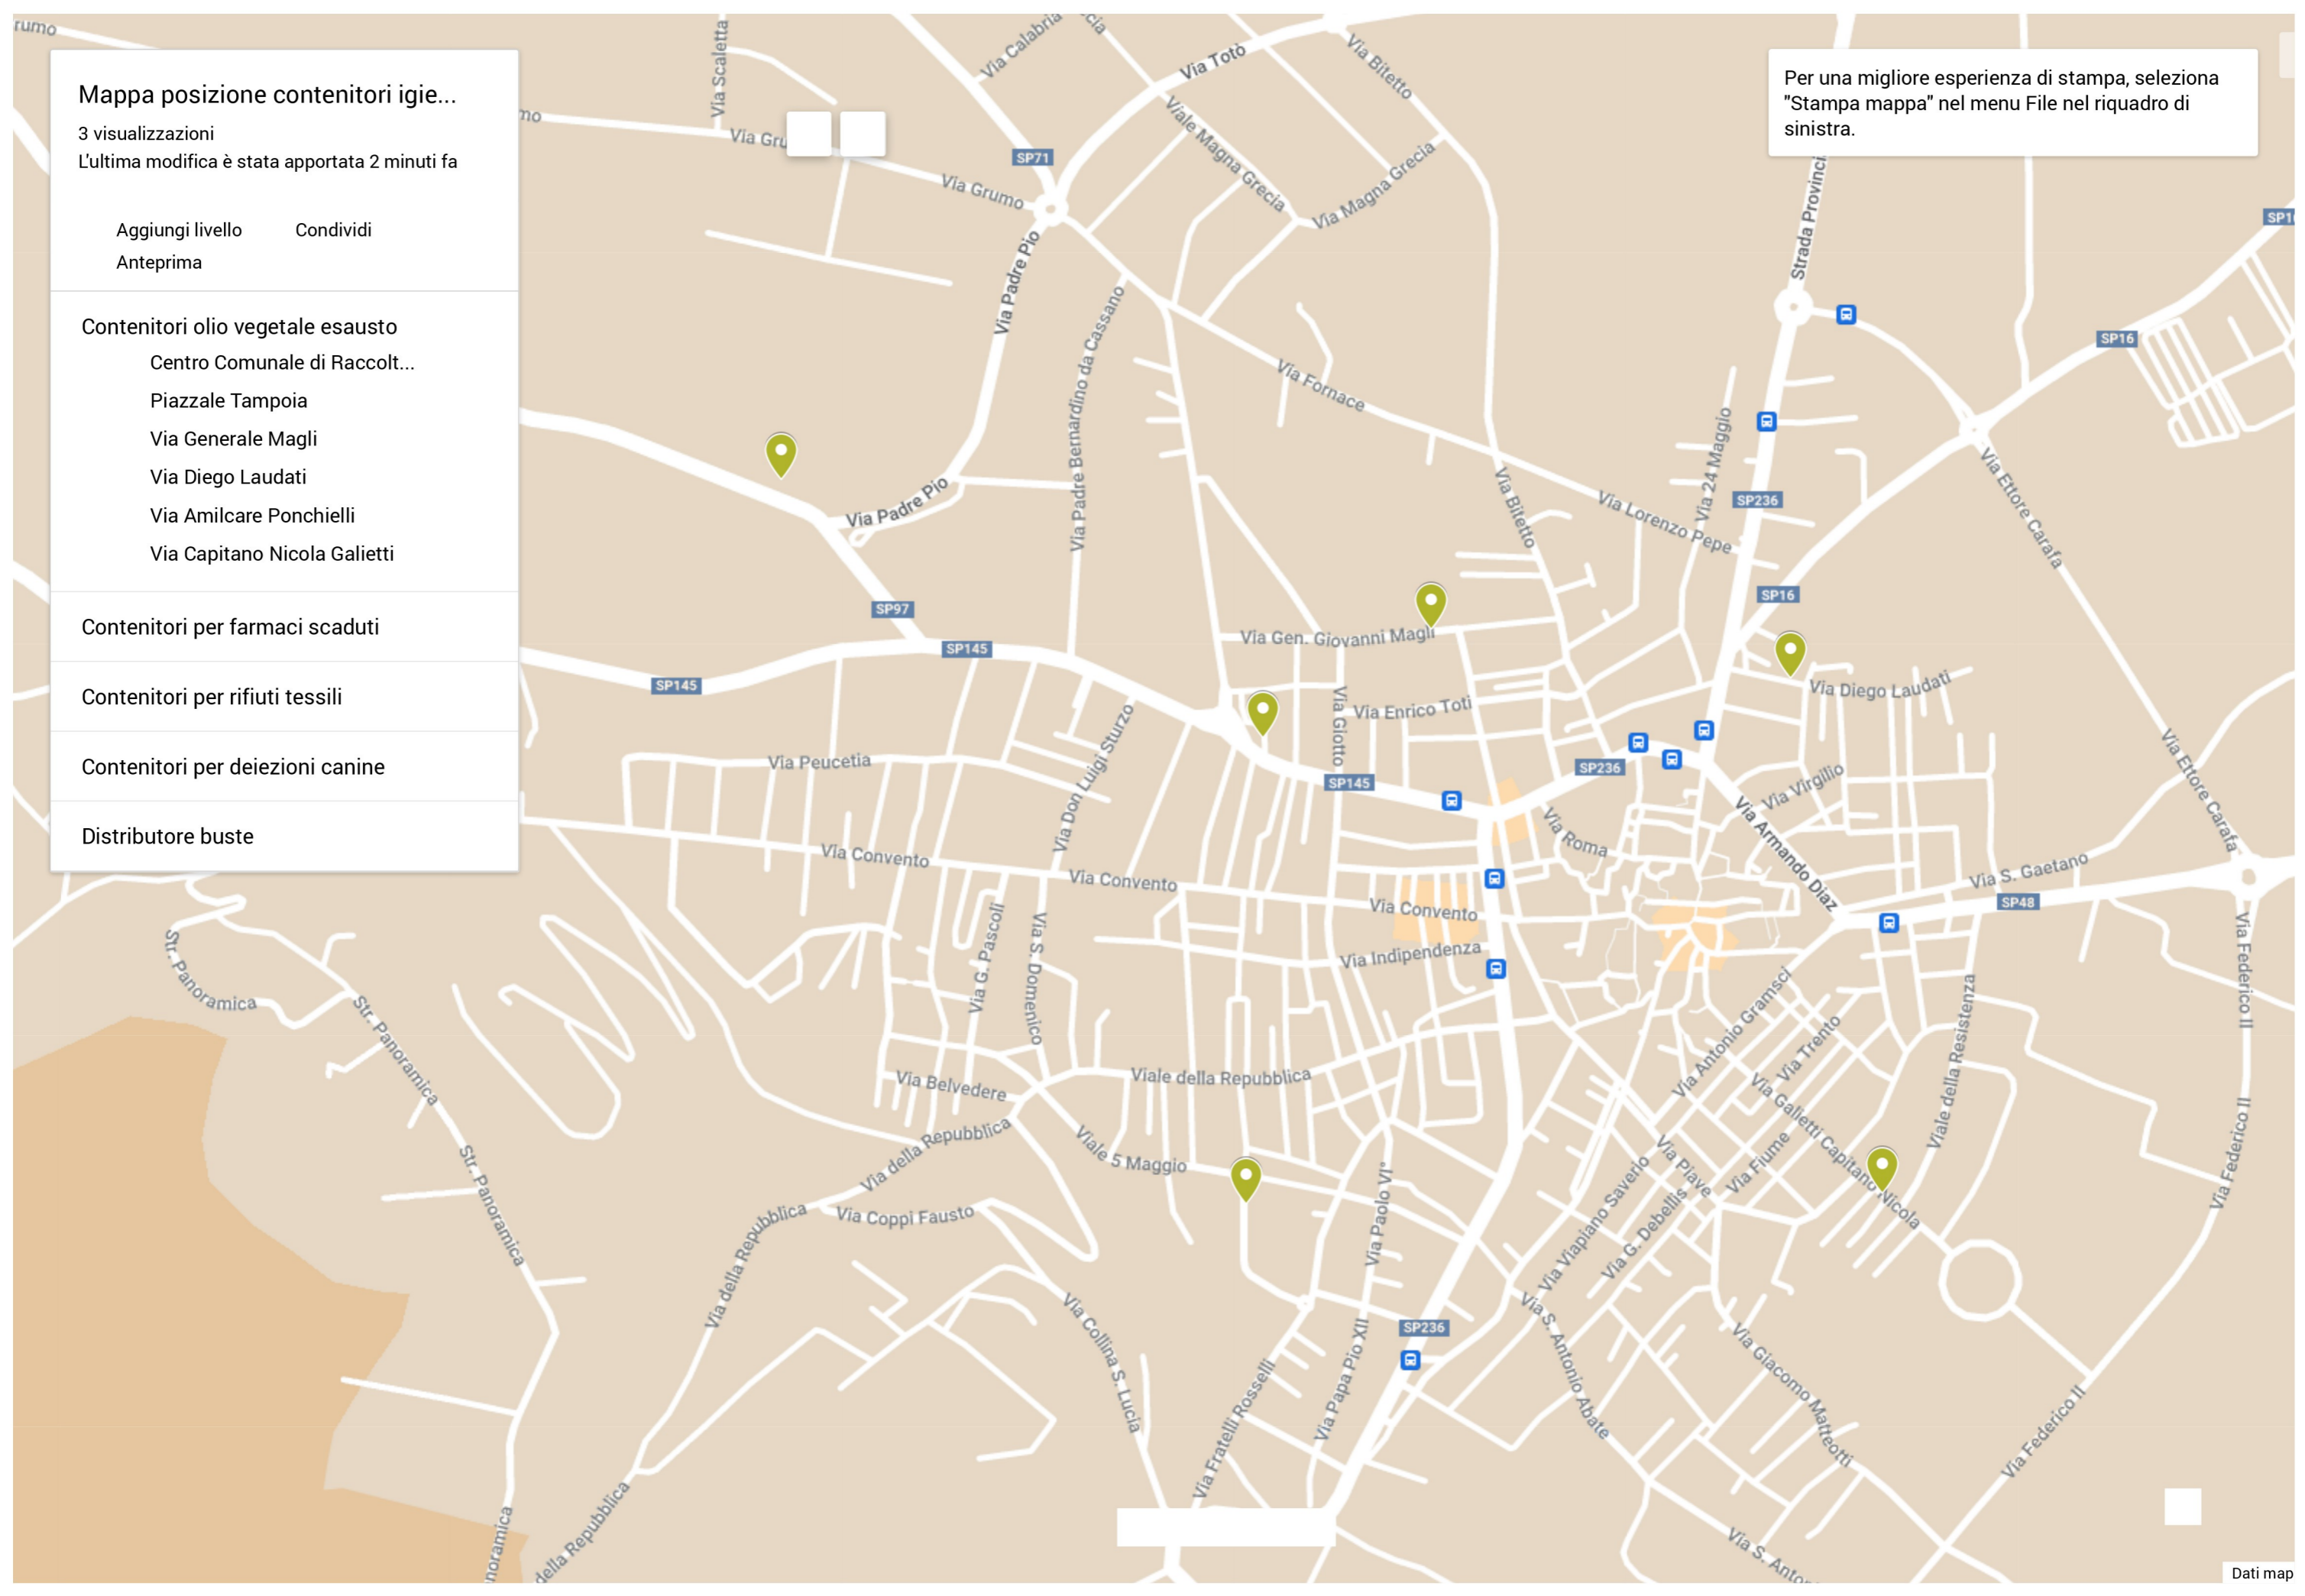 Mappa posizione contenitori igie...
3 visualizzazioni
L'ultima modifica è stata apportata 2 minuti fa
Aggiungi livello
Condividi
Anteprima
Contenitori olio vegetale esausto
Centro Comunale di Raccolt...
Piazzale Tampoia
Via Generale Magli
Via Diego Laudati
Via Amilcare Ponchielli
Via Capitano Nicola Galietti
Contenitori per farmaci scaduti
Contenitori per rifiuti tessili
Contenitori per deiezioni canine
Distributore buste
Per una migliore esperienza di stampa, seleziona
"Stampa mappa" nel menu File nel riquadro di
sinistra.
Via Scaletta
Via Calabria
Via Totò
Via Bitetto
Viale Magna Grecia
Via Magna Grecia
SP71
Via Grumo
Via Padre Pio
Via Padre Bernardino da Cassano
Via Fornace
SP16
Via 24 Maggio
SP236
Via Ettore Carafa
Via Padre Pio
Via Bitetto
Via Lorenzo Pepe
SP97
SP16
Via Gen. Giovanni Magli
SP145
SP145
Via Diego Laudati
Via Giotto
Via Enrico Toti
Via Don Luigi Sturzo
Via Peucetia
SP145
SP236
Via Virgilio
Via Ettore Carafa
Via Roma
Via Armando Diaz
Via Convento
Via Convento
Via Convento
Via S. Gaetano
SP48
Via G. Pascoli
Via S. Domenico
Via Indipendenza
Via Federico II
Str. Panoramica
Str. Panoramica
Via Antonio Gramsci
Via Trento
Viale della Resistenza
Via Belvedere
Viale della Repubblica
Via Galietti Capitano Nicola
Via della Repubblica
Viale 5 Maggio
Via Piave
Via Fiume
Via Federico II
Str. Panoramica
Via Coppi Fausto
Via Paolo VI°
Via Viapiano Saverio
Via G. Debellis
Via della Repubblica
Via Collina S. Lucia
SP236
Via S. Antonio Abate
Via Giacomo Matteotti
Via Fratelli Rosselli
Via Papa Pio XII
Via Federico II
della Repubblica
Dati map